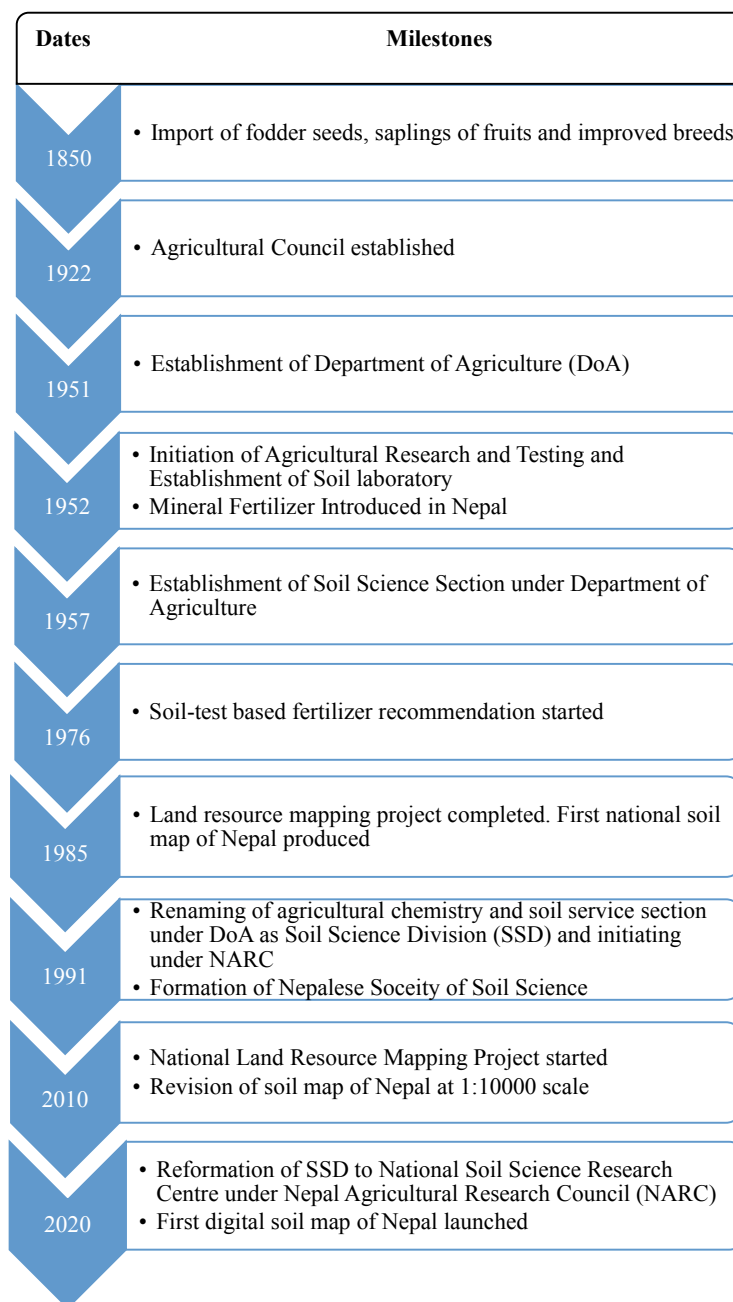 Dates Milestones
1850
• Import of fodder seeds, saplings of fruits and improved breeds
1922
• Agricultural Council established
1951
• Establishment of Department of Agriculture (DoA)
1952
• Initiation of Agricultural Research and Testing and
Establishment of Soil laboratory
• Mineral Fertilizer Introduced in Nepal
1957
• Establishment of Soil Science Section under Department of
Agriculture
1976
• Soil-test based fertilizer recommendation started
1985
• Land resource mapping project completed. First national soil
map of Nepal produced
1991
• Renaming of agricultural chemistry and soil service section
under DoA as Soil Science Division (SSD) and initiating
under NARC
• Formation of Nepalese Soceity of Soil Science
2010
• National Land Resource Mapping Project started
• Revision of soil map of Nepal at 1:10000 scale
2020
• Reformation of SSD to National Soil Science Research
Centre under Nepal Agricultural Research Council (NARC)
• First digital soil map of Nepal launched